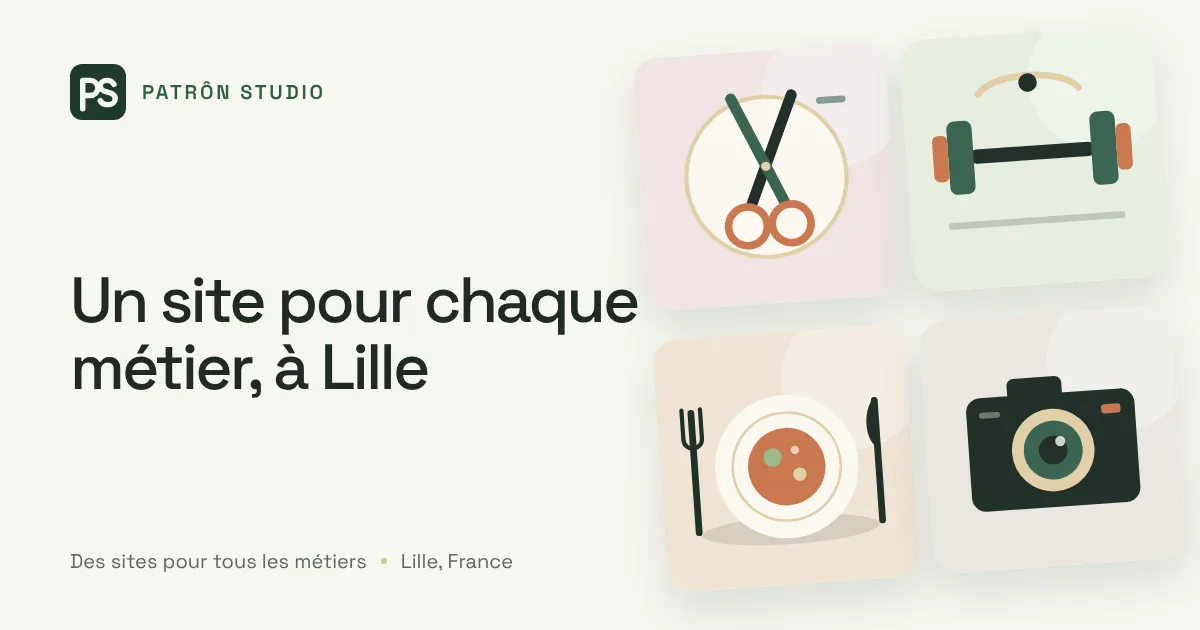 PS
PATRÔN STUDIO
Un site pour chaque
métier, à Lille
Des sites pour tous les métiers • Lille, France